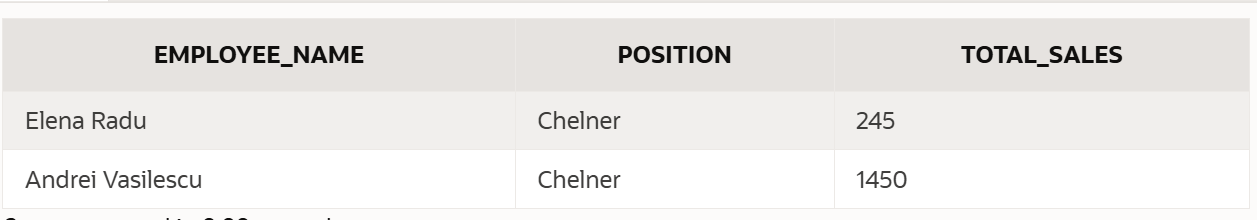 EMPLOYEE_NAME POSITION TOTAL_SALES
Elena Radu Chelner 245
Andrei Vasilescu Chelner 1450